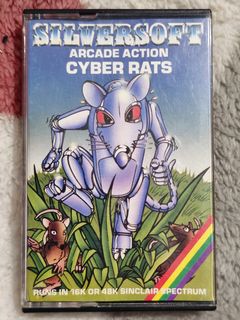 SILVERSOFT
ARCADE ACTION
CYBER RATS
RUNS IN 16K OR 48K SINCLAIR SPECTRUM